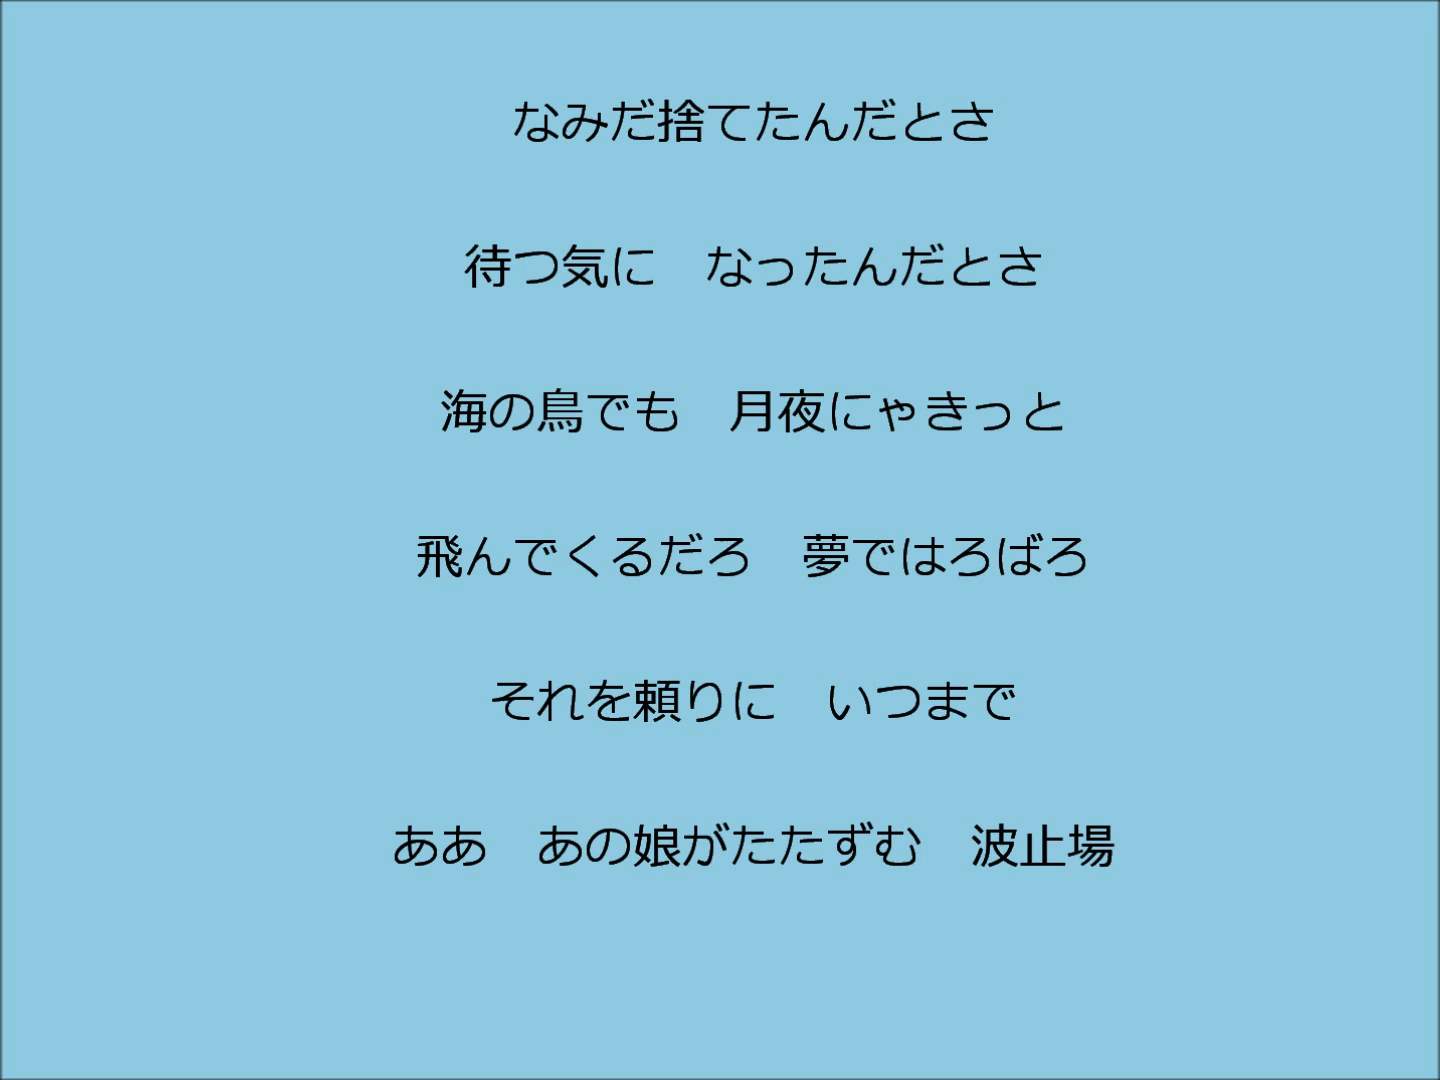 なみだ捨てたんだとさ
待つ気に　なったんだとさ
海の鳥でも　月夜にゃきっと
飛んでくるだろ　夢ではろばろ
それを頼りに　いつまで
ああ　あの娘がたたずむ　波止場